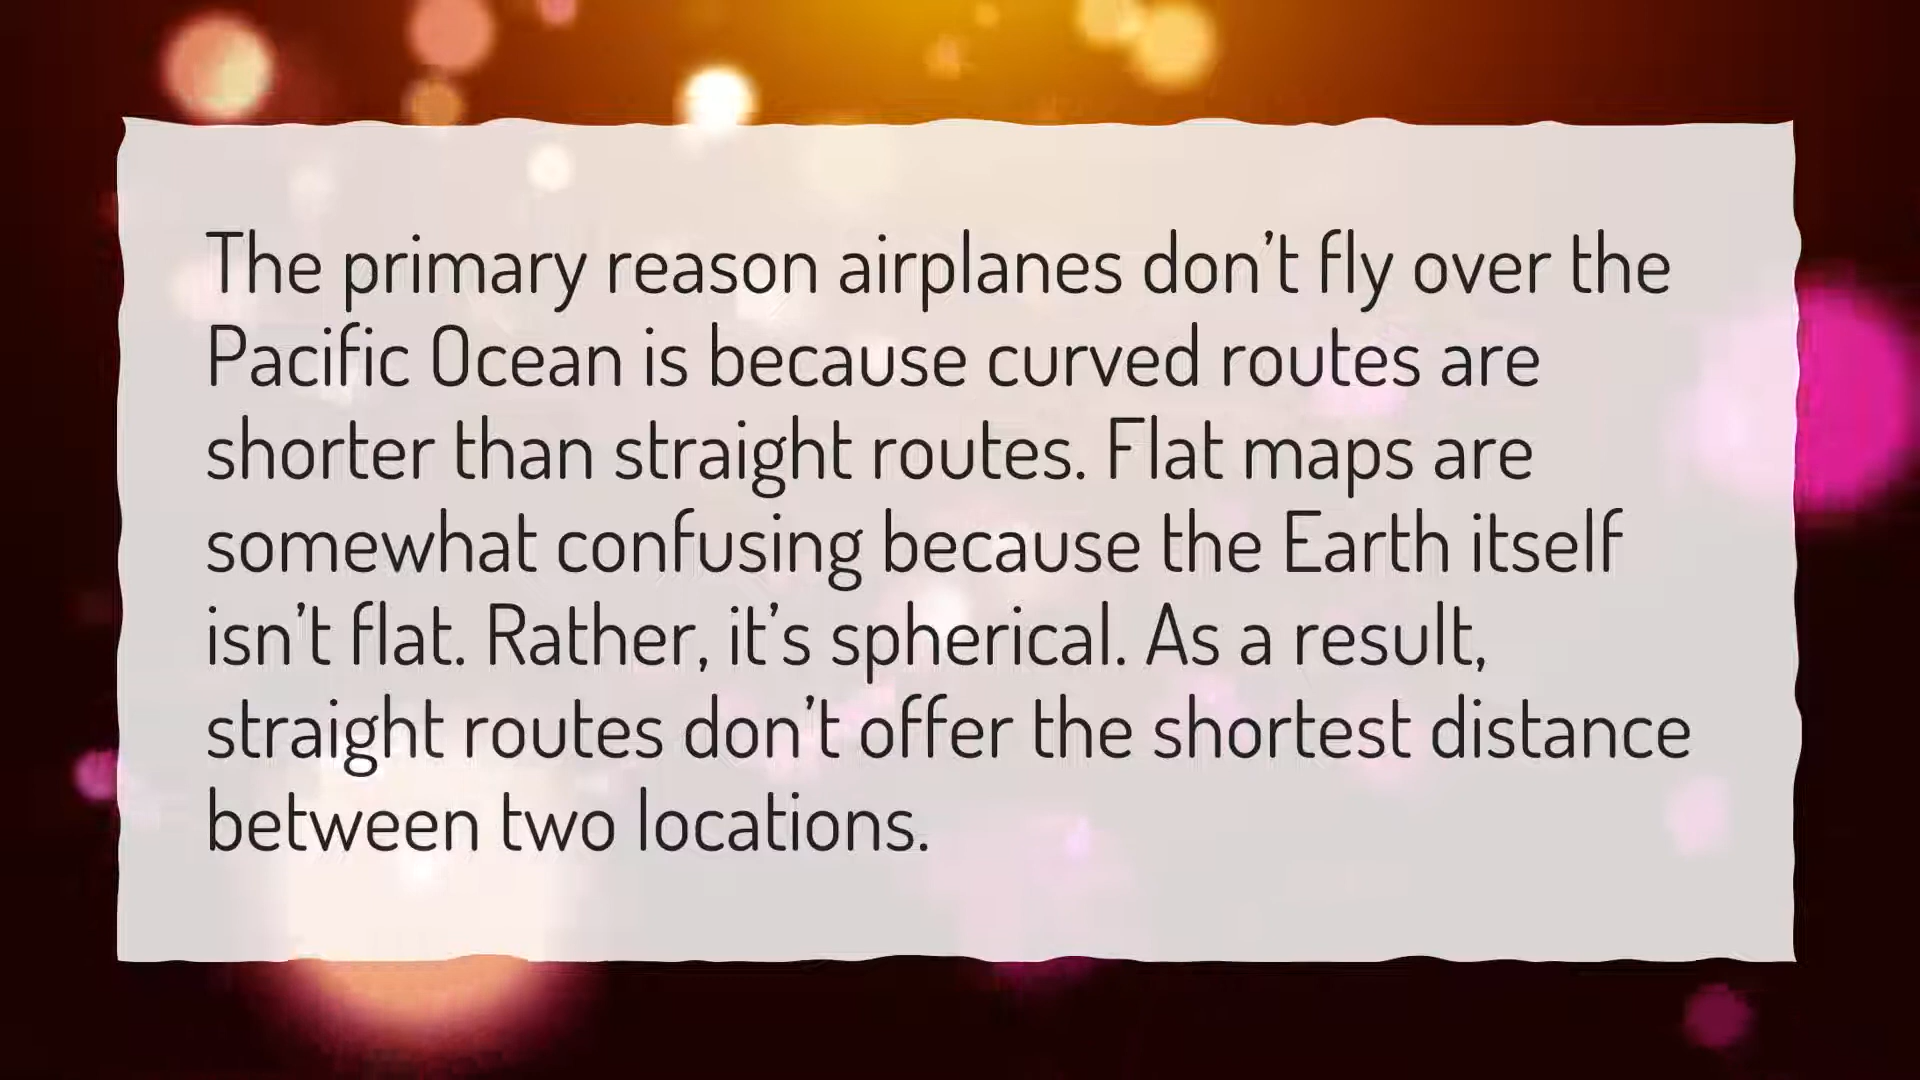 The primary reason airplanes don’t fly over the
Pacific Ocean is because curved routes are
shorter than straight routes. Flat maps are
somewhat confusing because the Earth itself
isn’t flat. Rather, it’s spherical. As a result,
straight routes don’t offer the shortest distance
between two locations.